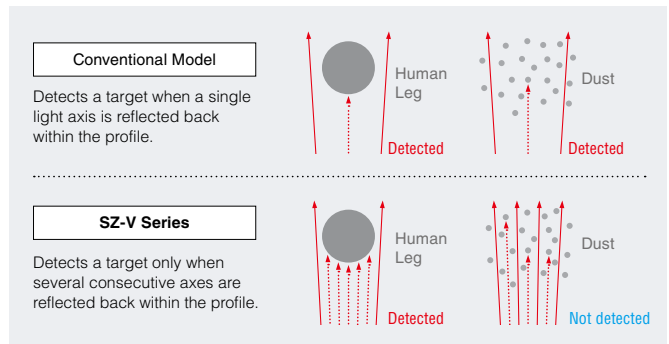 Conventional Model
Detects a target when a single
light axis is reflected back
within the profile.
Human
Leg
Detected
Dust
Detected
SZ-V Series
Detects a target only when
several consecutive axes are
reflected back within the profile.
Human
Leg
Detected
Dust
Not detected